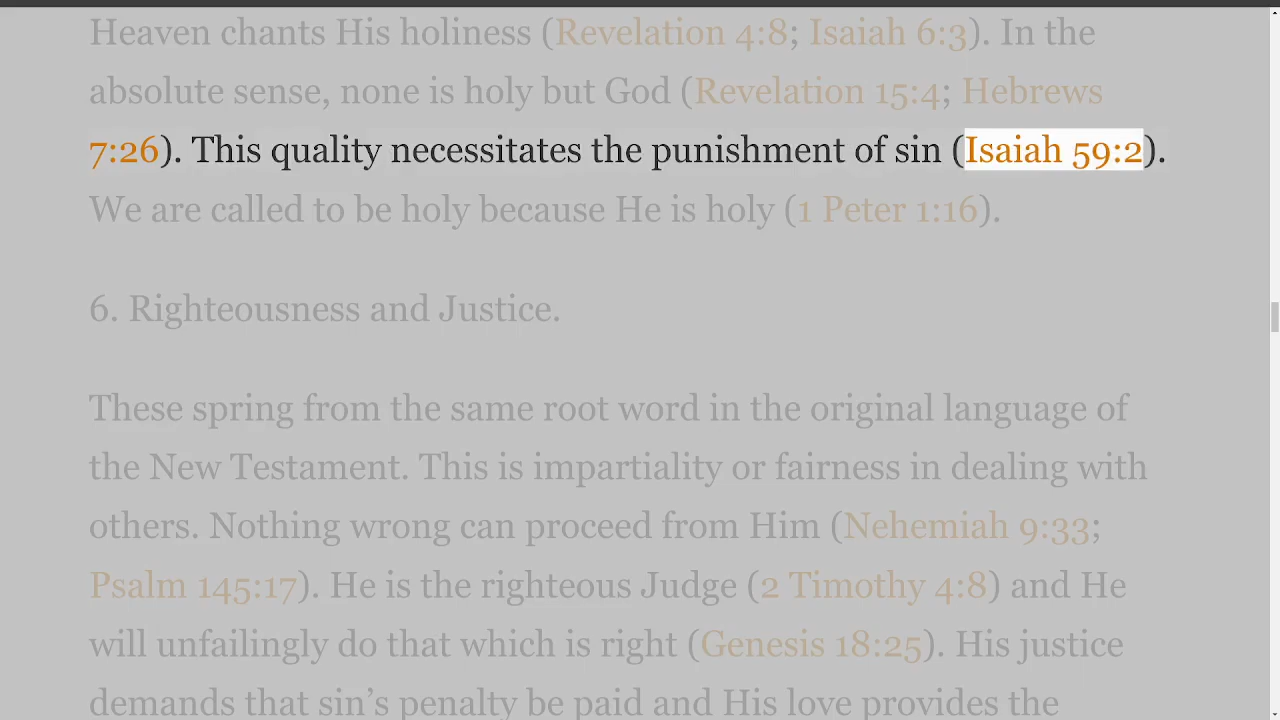 Heaven chants His holiness (Revelation 4:8; Isaiah 6:3). In the
absolute sense, none is holy but God (Revelation 15:4; Hebrews
7:26). This quality necessitates the punishment of sin (Isaiah 59:2).
We are called to be holy because He is holy (1 Peter 1:16).
6. Righteousness and Justice.
These spring from the same root word in the original language of
the New Testament. This is impartiality or fairness in dealing with
others. Nothing wrong can proceed from Him (Nehemiah 9:33;
Psalm 145:17). He is the righteous Judge (2 Timothy 4:8) and He
will unfailingly do that which is right (Genesis 18:25). His justice
demands that sin’s penalty be paid and His love provides the